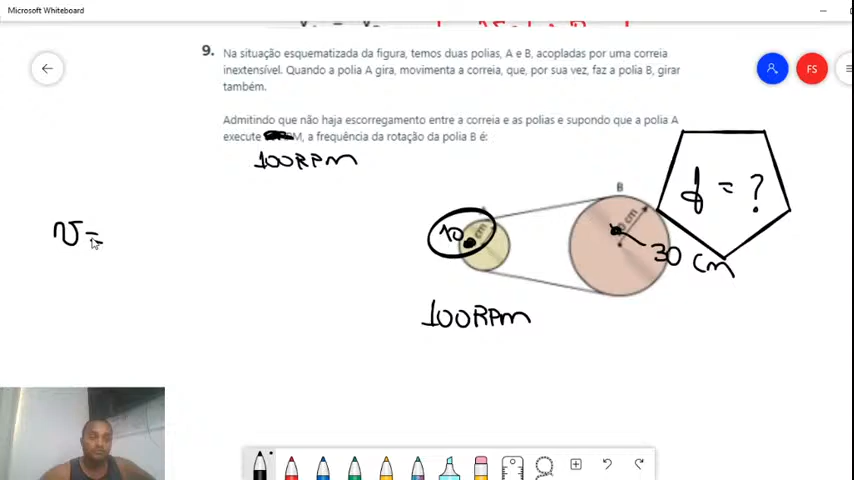 Microsoft Whiteboard
9. Na situação esquematizada da figura, temos duas polias, A e B, acopladas por uma correia
inextensível. Quando a polia A gira, movimenta a correia, que, por sua vez, faz a polia B, girar
também.
Admitindo que não haja escorregamento entre a correia e as polias e supondo que a polia A
execute M, a frequência da rotação da polia B é:
100RPM
FS
B
f = ?
10 cm
cm
30 cm
v=
100RPM